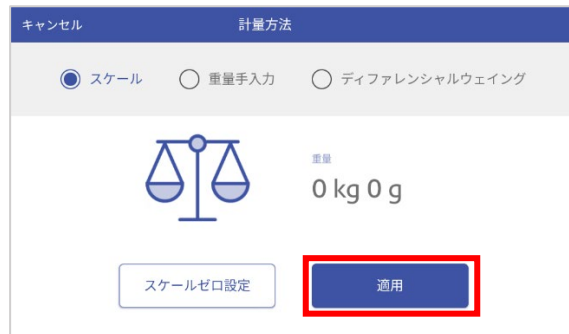 キャンセル 計量方法
スケール 重量手入力 ディファレンシャルウェイング
重量
0 kg 0 g
スケールゼロ設定 適用